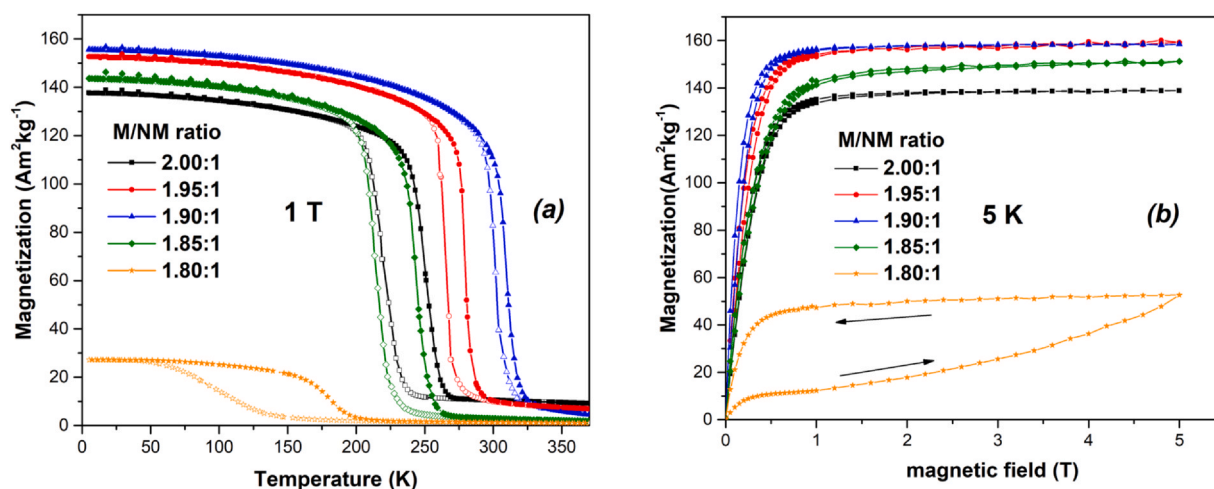 160
140
120
100
80
60
40
20
0
Magnetization (Am²kg⁻¹)
M/NM ratio
2.00:1
1.95:1
1.90:1
1.85:1
1.80:1
1 T
(a)
0 50 100 150 200 250 300 350
Temperature (K)
160
140
120
100
80
60
40
20
0
Magnetization(Am²kg⁻¹)
M/NM ratio
2.00:1
1.95:1
1.90:1
1.85:1
1.80:1
5 K
(b)
0 1 2 3 4 5
magnetic field (T)